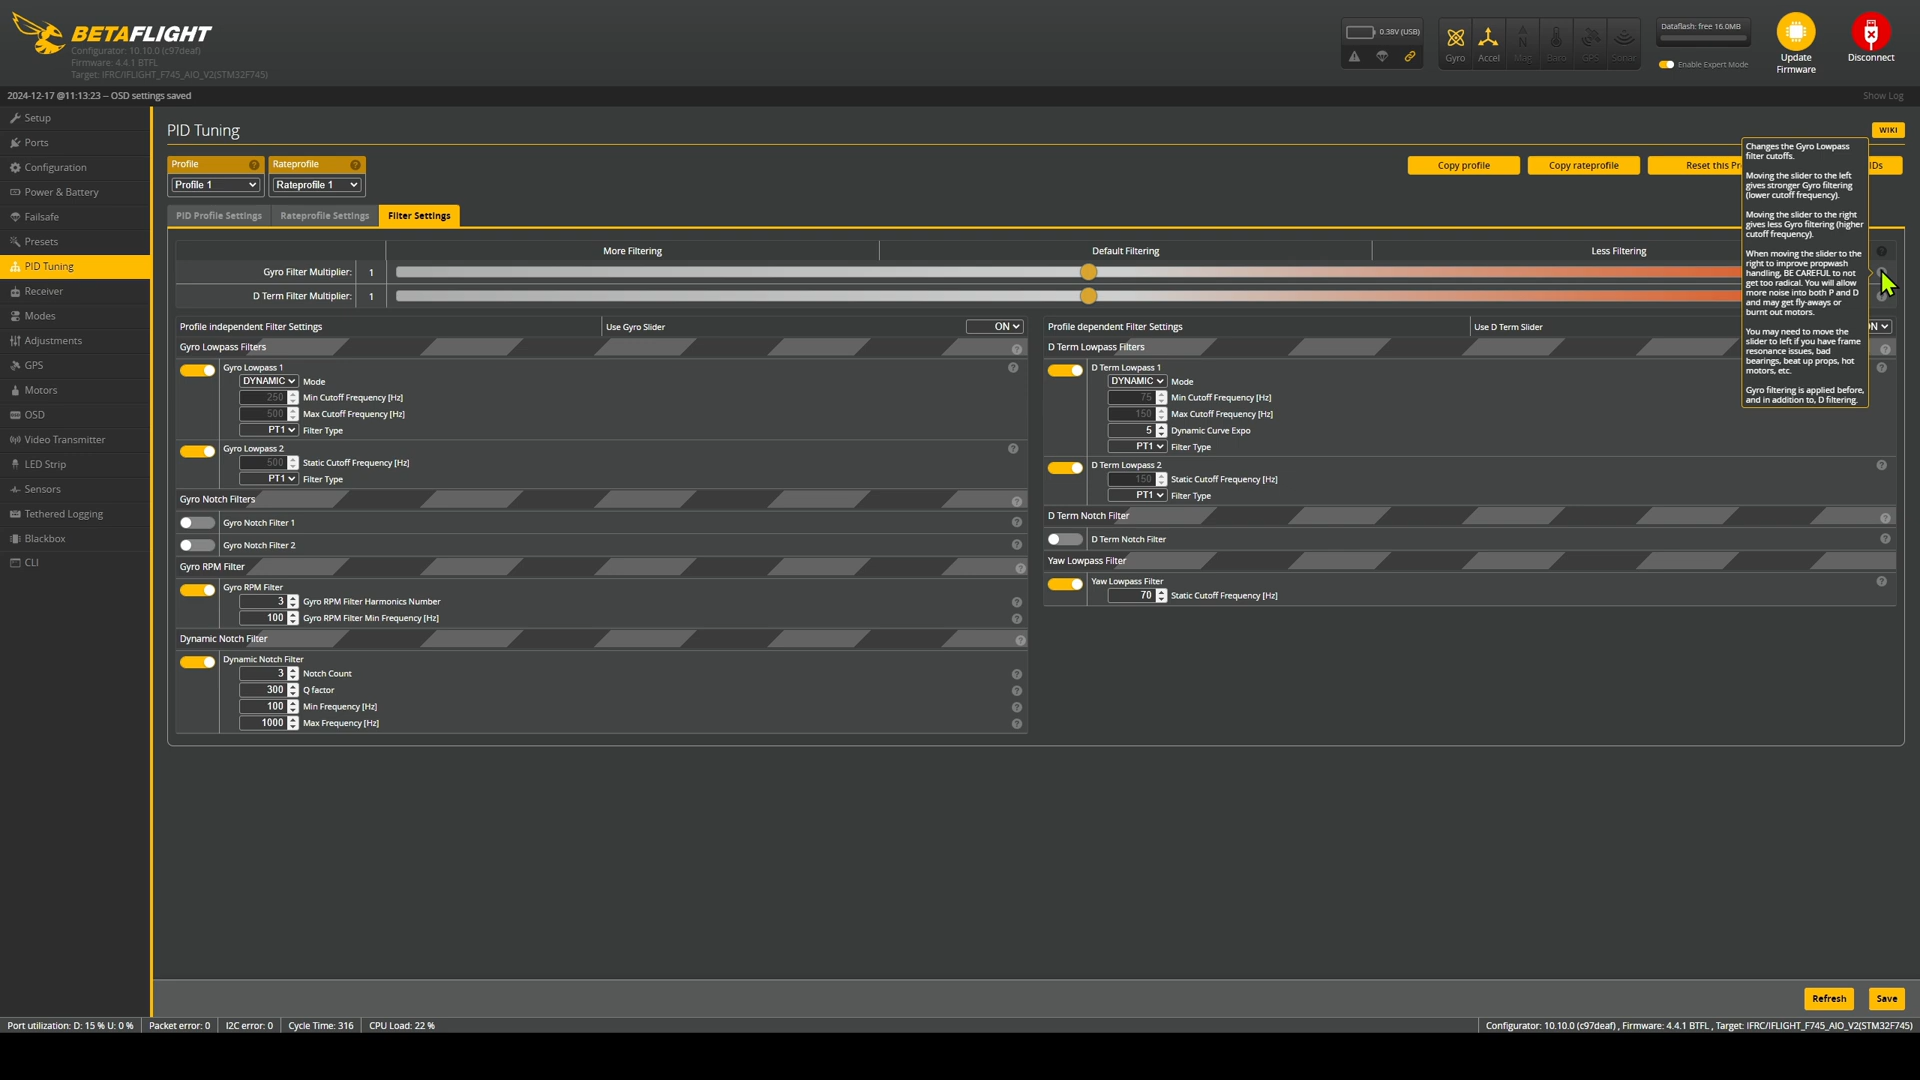 BETAFLIGHT
Configurator: 10.10.0 (c97deaf)
Firmware: 4.4.1 BTFL
Target: IFRC/IFLIGHT_F745_AIO_V2(STM32F745)
0.38V (USB)
Gyro
Accel
Mag
Baro
GPS
Sonar
Dataflash: free 16.0MB
Enable Expert Mode
Update
Firmware
Disconnect
2024-12-17 @11:13:23 -- OSD settings saved
Show Log
Setup
Ports
Configuration
Power & Battery
Failsafe
Presets
PID Tuning
Receiver
Modes
Adjustments
GPS
Motors
OSD
Video Transmitter
LED Strip
Sensors
Tethered Logging
Blackbox
CLI
PID Tuning
WIKI
Profile
Rateprofile
Profile 1
Rateprofile 1
Copy profile
Copy rateprofile
Reset this Pr
IDs
PID Profile Settings
Rateprofile Settings
Filter Settings
Changes the Gyro Lowpass
filter cutoffs.
Moving the slider to the left
gives stronger Gyro filtering
(lower cutoff frequency).
Moving the slider to the right
gives less Gyro filtering (higher
cutoff frequency).
When moving the slider to the
right to improve propwash
handling, BE CAREFUL to not
get too radical. You will allow
more noise into both P and D
and may get fly-aways or
burnt out motors.
You may need to move the
slider to left if you have frame
resonance issues, bad
bearings, beat up props, hot
motors, etc.
Gyro filtering is applied before,
and in addition to, D filtering.
More Filtering
Default Filtering
Less Filtering
Gyro Filter Multiplier: 1
D Term Filter Multiplier: 1
Profile independent Filter Settings
Use Gyro Slider
ON
Gyro Lowpass Filters
Gyro Lowpass 1
DYNAMIC Mode
250 Min Cutoff Frequency [Hz]
500 Max Cutoff Frequency [Hz]
PT1 Filter Type
Gyro Lowpass 2
500 Static Cutoff Frequency [Hz]
PT1 Filter Type
Gyro Notch Filters
Gyro Notch Filter 1
Gyro Notch Filter 2
Gyro RPM Filter
Gyro RPM Filter
3 Gyro RPM Filter Harmonics Number
100 Gyro RPM Filter Min Frequency [Hz]
Dynamic Notch Filter
Dynamic Notch Filter
3 Notch Count
300 Q factor
100 Min Frequency [Hz]
1000 Max Frequency [Hz]
Profile dependent Filter Settings
Use D Term Slider
ON
D Term Lowpass Filters
D Term Lowpass 1
DYNAMIC Mode
75 Min Cutoff Frequency [Hz]
150 Max Cutoff Frequency [Hz]
5 Dynamic Curve Expo
PT1 Filter Type
D Term Lowpass 2
150 Static Cutoff Frequency [Hz]
PT1 Filter Type
D Term Notch Filter
D Term Notch Filter
Yaw Lowpass Filter
Yaw Lowpass Filter
70 Static Cutoff Frequency [Hz]
Refresh
Save
Port utilization: D: 15 % U: 0 %
Packet error: 0
I2C error: 0
Cycle Time: 316
CPU Load: 22 %
Configurator: 10.10.0 (c97deaf) , Firmware: 4.4.1 BTFL , Target: IFRC/IFLIGHT_F745_AIO_V2(STM32F745)